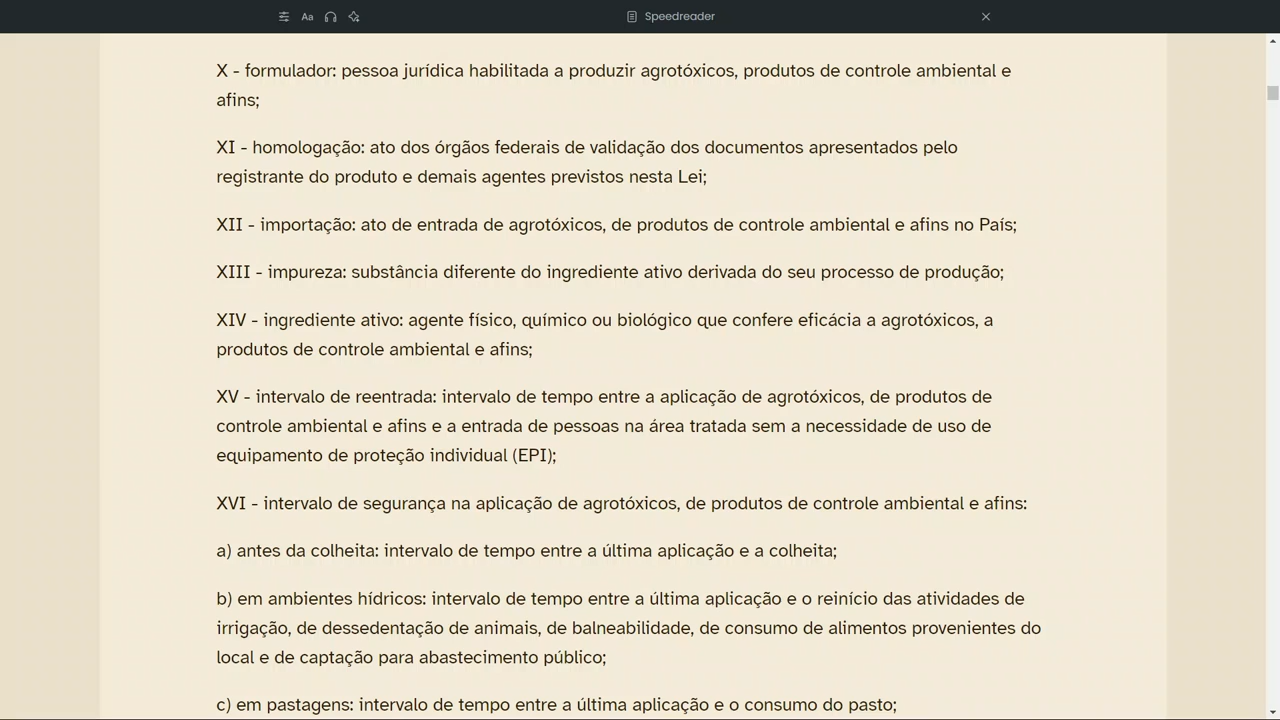 Aa
Speedreader
X - formulador: pessoa jurídica habilitada a produzir agrotóxicos, produtos de controle ambiental e
afins;
XI - homologação: ato dos órgãos federais de validação dos documentos apresentados pelo
registrante do produto e demais agentes previstos nesta Lei;
XII - importação: ato de entrada de agrotóxicos, de produtos de controle ambiental e afins no País;
XIII - impureza: substância diferente do ingrediente ativo derivada do seu processo de produção;
XIV - ingrediente ativo: agente físico, químico ou biológico que confere eficácia a agrotóxicos, a
produtos de controle ambiental e afins;
XV - intervalo de reentrada: intervalo de tempo entre a aplicação de agrotóxicos, de produtos de
controle ambiental e afins e a entrada de pessoas na área tratada sem a necessidade de uso de
equipamento de proteção individual (EPI);
XVI - intervalo de segurança na aplicação de agrotóxicos, de produtos de controle ambiental e afins:
a) antes da colheita: intervalo de tempo entre a última aplicação e a colheita;
b) em ambientes hídricos: intervalo de tempo entre a última aplicação e o reinício das atividades de
irrigação, de dessedentação de animais, de balneabilidade, de consumo de alimentos provenientes do
local e de captação para abastecimento público;
c) em pastagens: intervalo de tempo entre a última aplicação e o consumo do pasto;